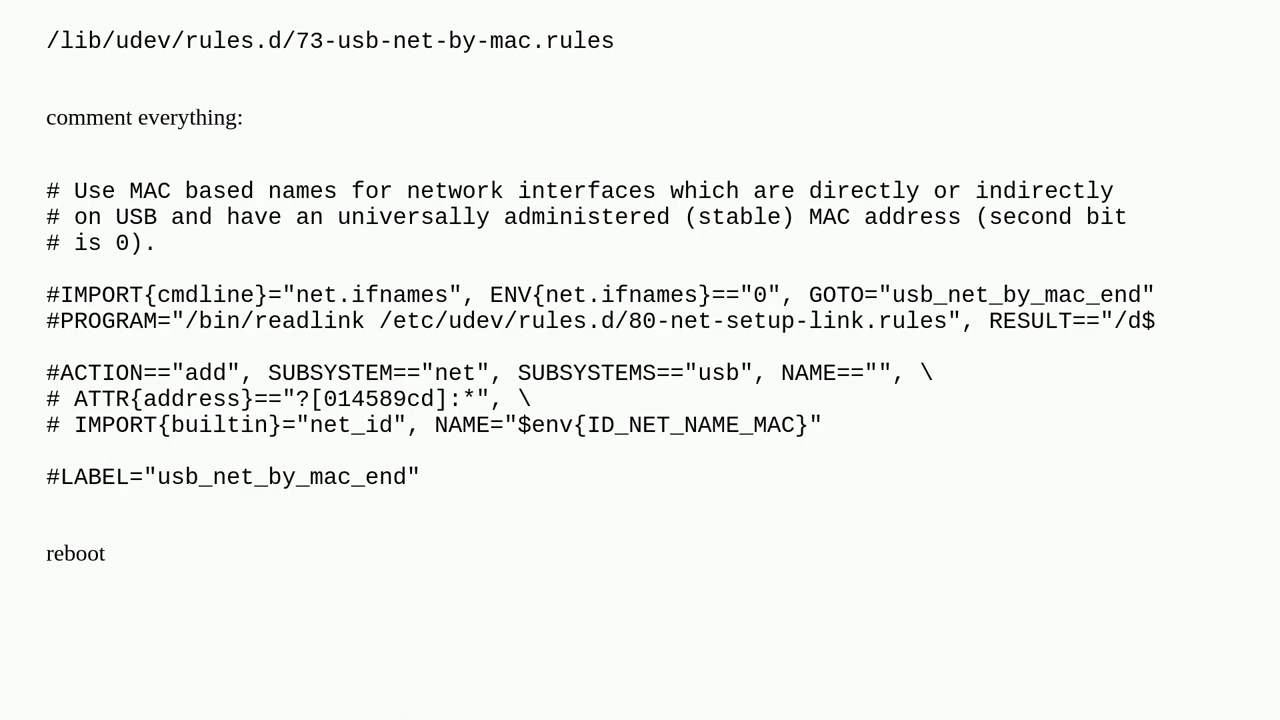 /lib/udev/rules.d/73-usb-net-by-mac.rules
comment everything:
# Use MAC based names for network interfaces which are directly or indirectly
# on USB and have an universally administered (stable) MAC address (second bit
# is 0).
#IMPORT{cmdline}="net.ifnames", ENV{net.ifnames}=="0", GOTO="usb_net_by_mac_end"
#PROGRAM="/bin/readlink /etc/udev/rules.d/80-net-setup-link.rules", RESULT=="/d$
#ACTION=="add", SUBSYSTEM=="net", SUBSYSTEMS=="usb", NAME=="", \
# ATTR{address}=="?[014589cd]:*", \
# IMPORT{builtin}="net_id", NAME="$env{ID_NET_NAME_MAC}"
#LABEL="usb_net_by_mac_end"
reboot